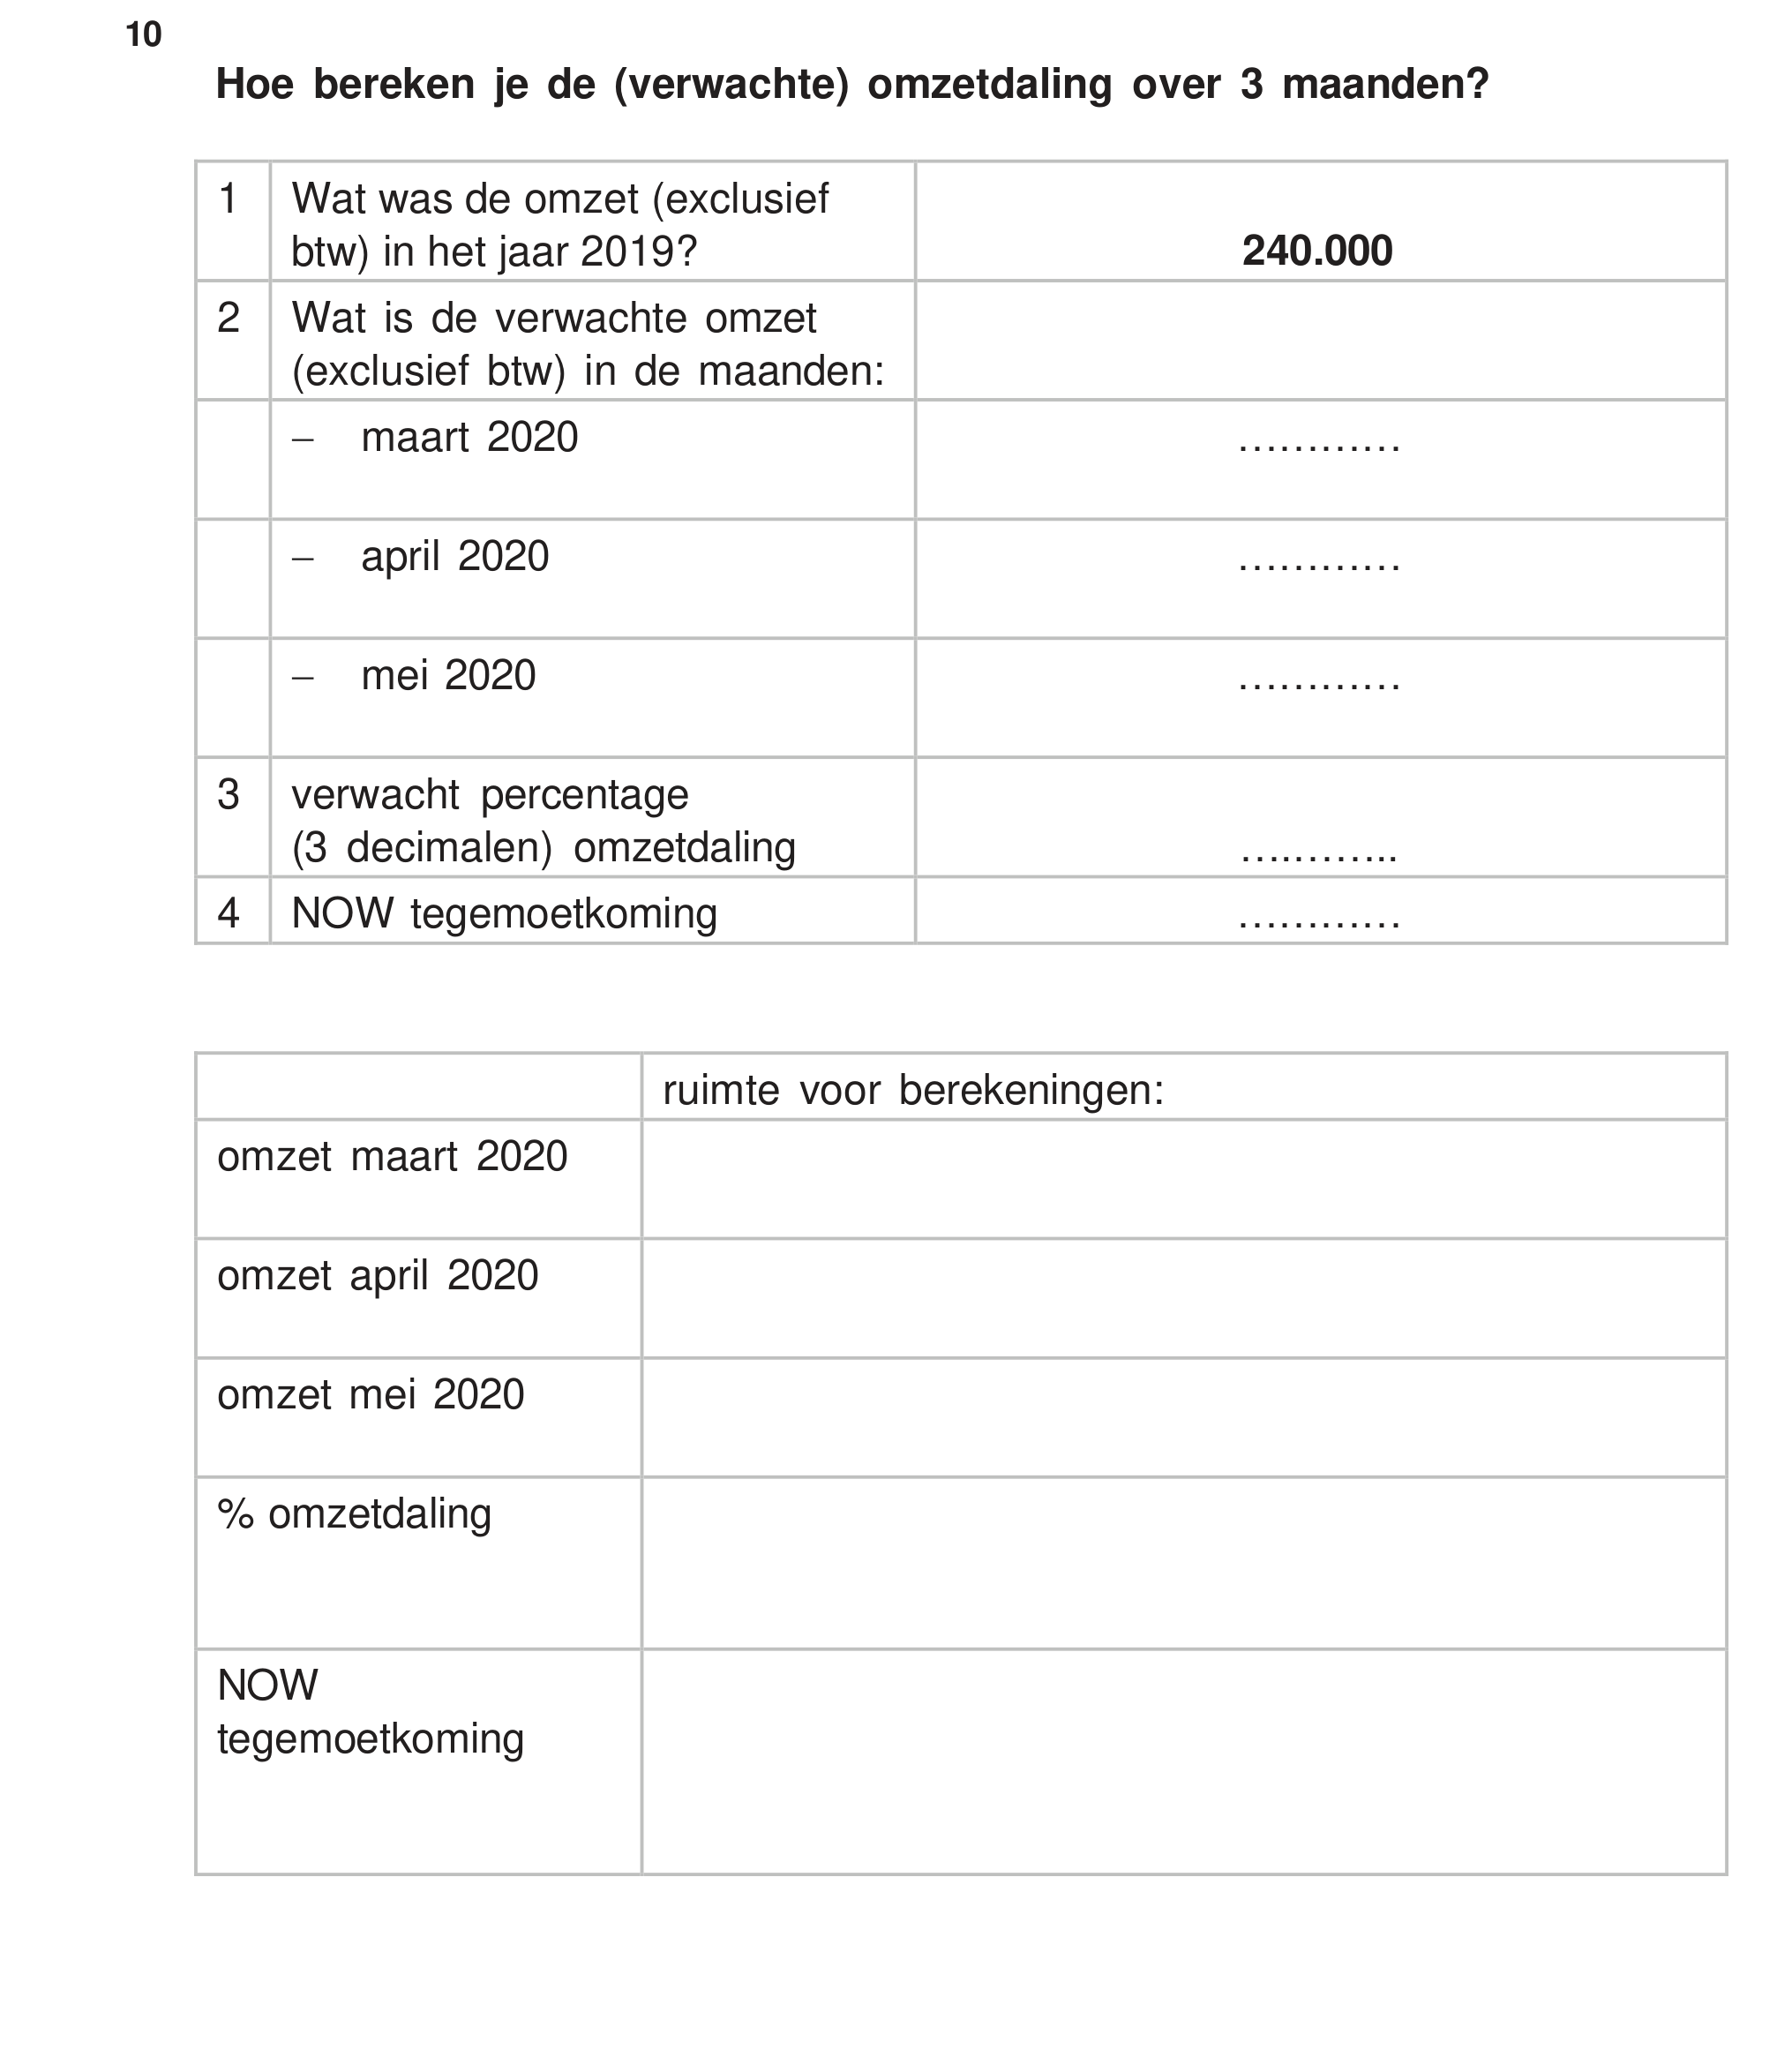 10
Hoe bereken je de (verwachte) omzetdaling over 3 maanden?
1 Wat was de omzet (exclusief
btw) in het jaar 2019? 240.000
2 Wat is de verwachte omzet
(exclusief btw) in de maanden:
– maart 2020 …………
– april 2020 …………
– mei 2020 …………
3 verwacht percentage
(3 decimalen) omzetdaling …..……...
4 NOW tegemoetkoming …………
ruimte voor berekeningen:
omzet maart 2020
omzet april 2020
omzet mei 2020
% omzetdaling
NOW
tegemoetkoming